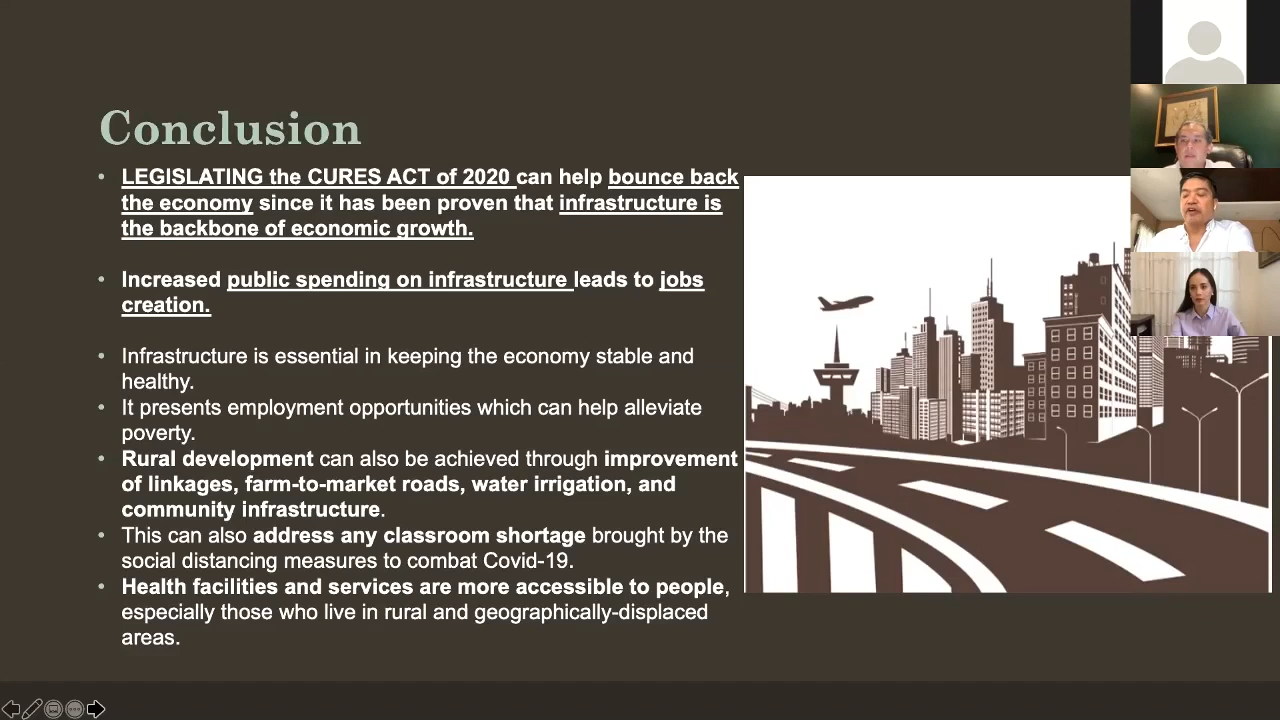 Conclusion
• LEGISLATING the CURES ACT of 2020 can help bounce back
the economy since it has been proven that infrastructure is
the backbone of economic growth.
• Increased public spending on infrastructure leads to jobs
creation.
• Infrastructure is essential in keeping the economy stable and
healthy.
• It presents employment opportunities which can help alleviate
poverty.
• Rural development can also be achieved through improvement
of linkages, farm-to-market roads, water irrigation, and
community infrastructure.
• This can also address any classroom shortage brought by the
social distancing measures to combat Covid-19.
• Health facilities and services are more accessible to people,
especially those who live in rural and geographically-displaced
areas.